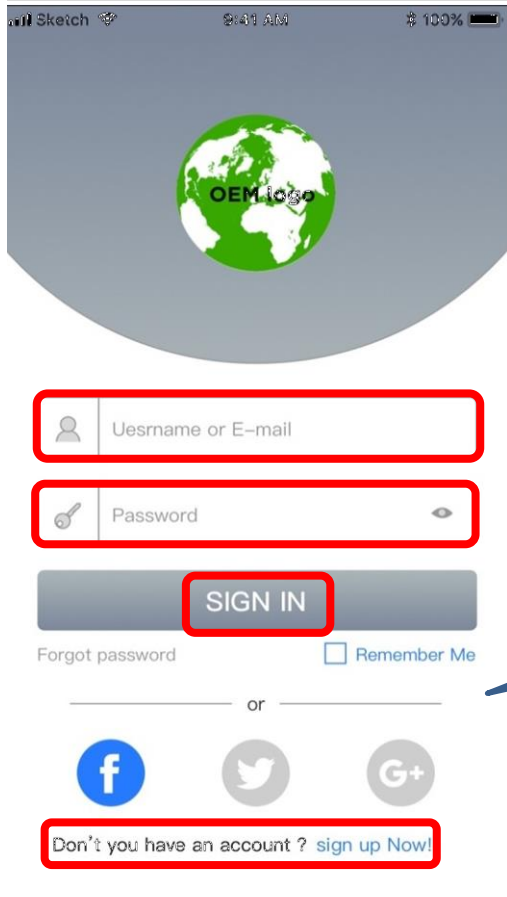 Sketch 9:41 AM 100%
OEM logo
Uesrname or E-mail
Password
SIGN IN
Forgot password Remember Me
or
f G+
Don't you have an account ? sign up Now!